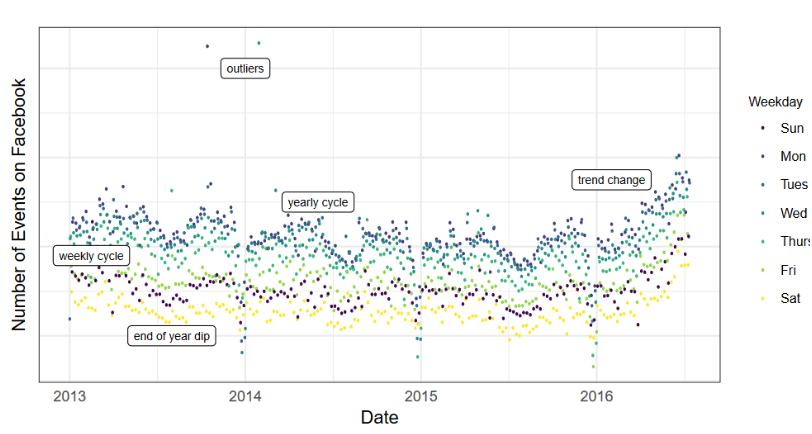 outliers
Weekday
Sun
Mon
trend change
Tues
yearly cycle
Wed
Thurs
weekly cycle
Fri
Sat
end of year dip
Number of Events on Facebook
2013 2014 2015 2016
Date